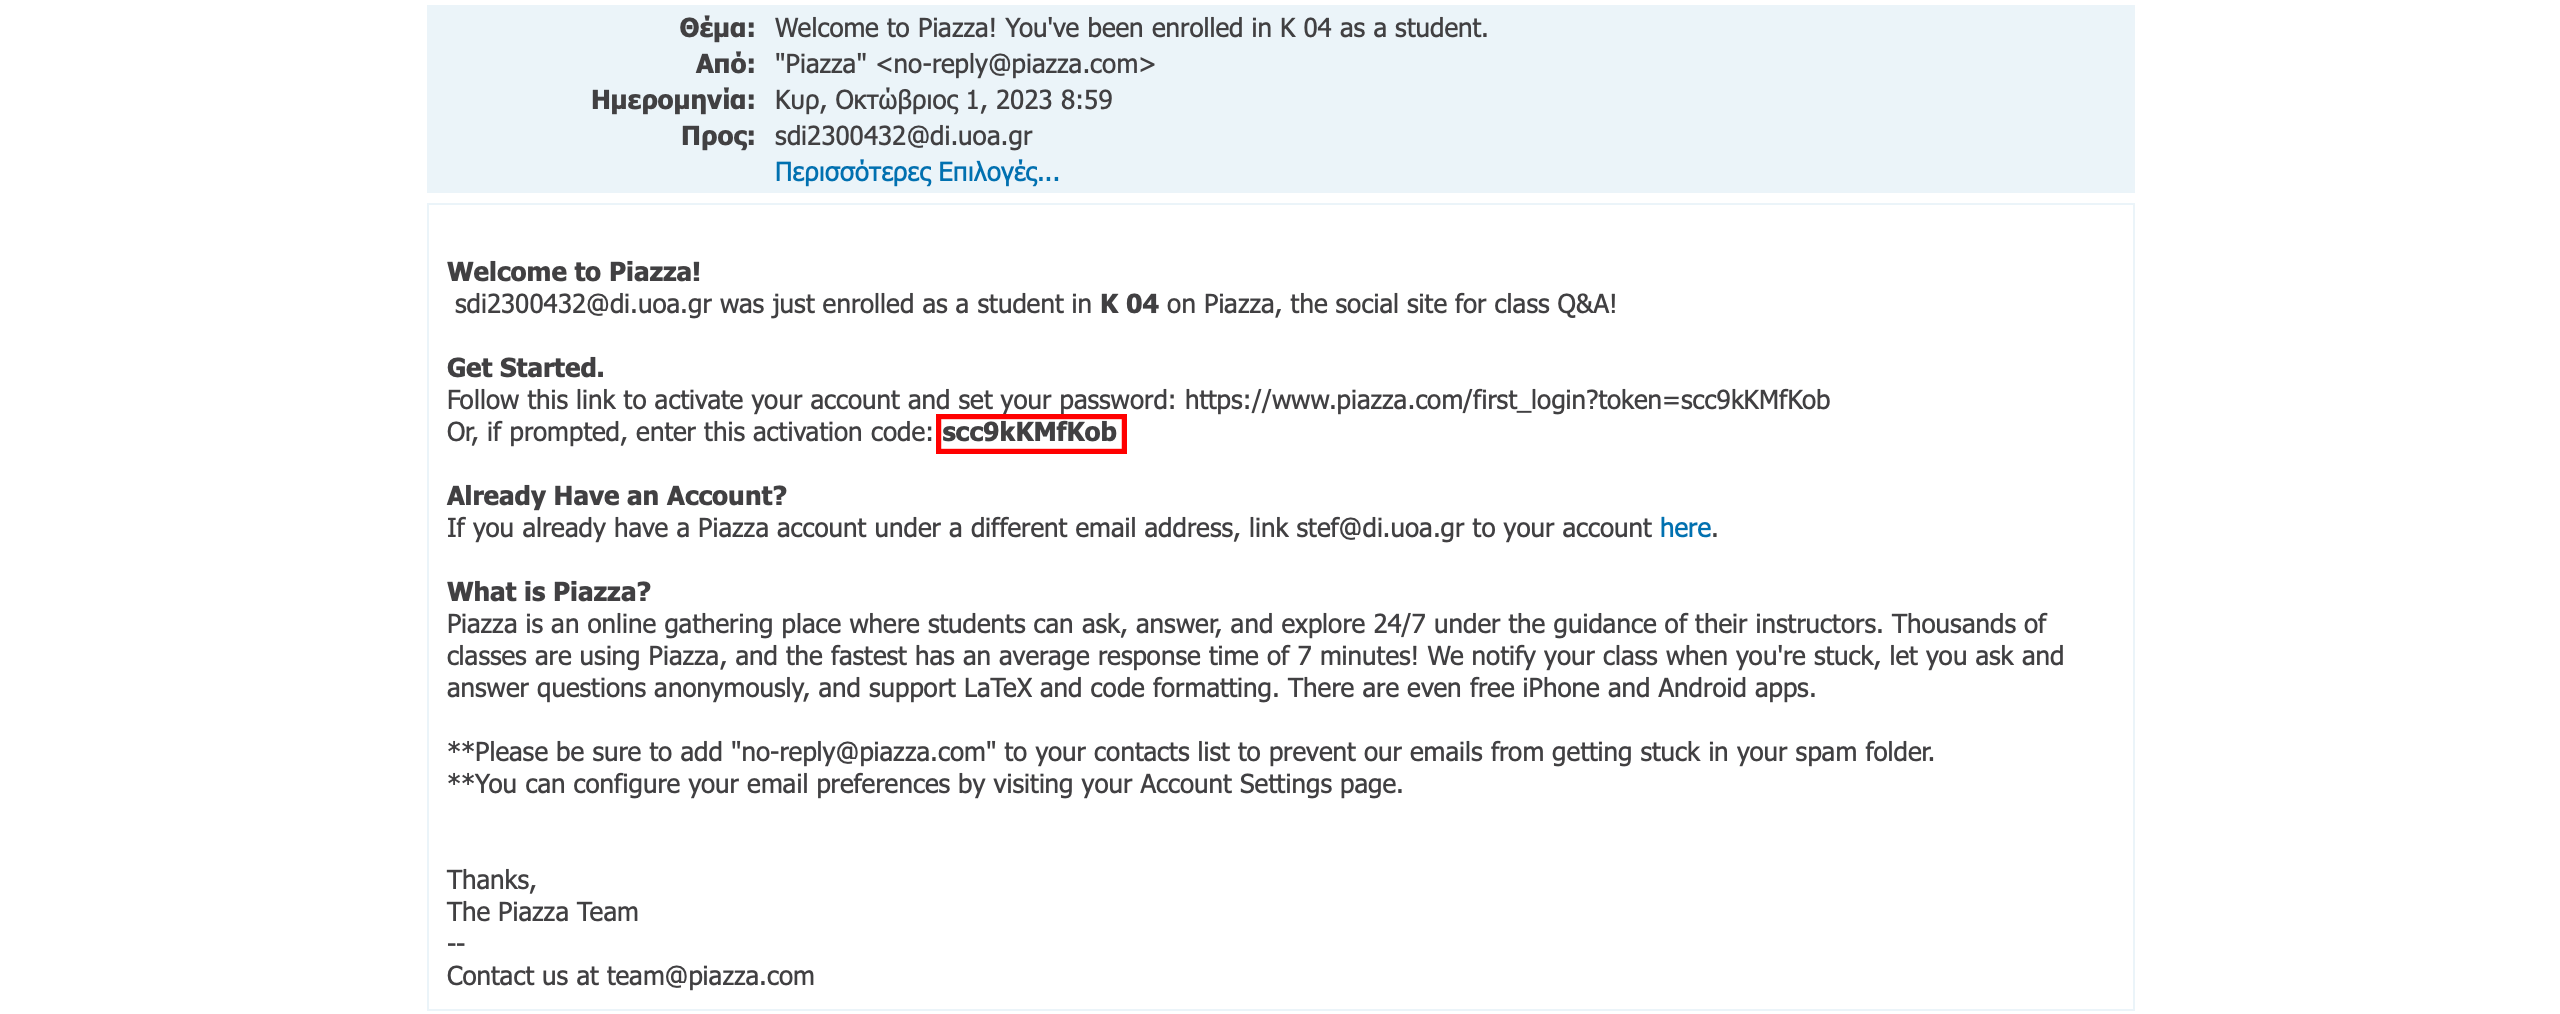 Θέμα: Welcome to Piazza! You've been enrolled in K 04 as a student.
Από: "Piazza" <no-reply@piazza.com>
Ημερομηνία: Κυρ, Οκτώβριος 1, 2023 8:59
Προς: sdi2300432@di.uoa.gr
Περισσότερες Επιλογές...
Welcome to Piazza!
sdi2300432@di.uoa.gr was just enrolled as a student in K 04 on Piazza, the social site for class Q&A!
Get Started.
Follow this link to activate your account and set your password: https://www.piazza.com/first_login?token=scc9kKMfKob
Or, if prompted, enter this activation code: scc9kKMfKob
Already Have an Account?
If you already have a Piazza account under a different email address, link stef@di.uoa.gr to your account here.
What is Piazza?
Piazza is an online gathering place where students can ask, answer, and explore 24/7 under the guidance of their instructors. Thousands of
classes are using Piazza, and the fastest has an average response time of 7 minutes! We notify your class when you're stuck, let you ask and
answer questions anonymously, and support LaTeX and code formatting. There are even free iPhone and Android apps.
**Please be sure to add "no-reply@piazza.com" to your contacts list to prevent our emails from getting stuck in your spam folder.
**You can configure your email preferences by visiting your Account Settings page.
Thanks,
The Piazza Team
--
Contact us at team@piazza.com